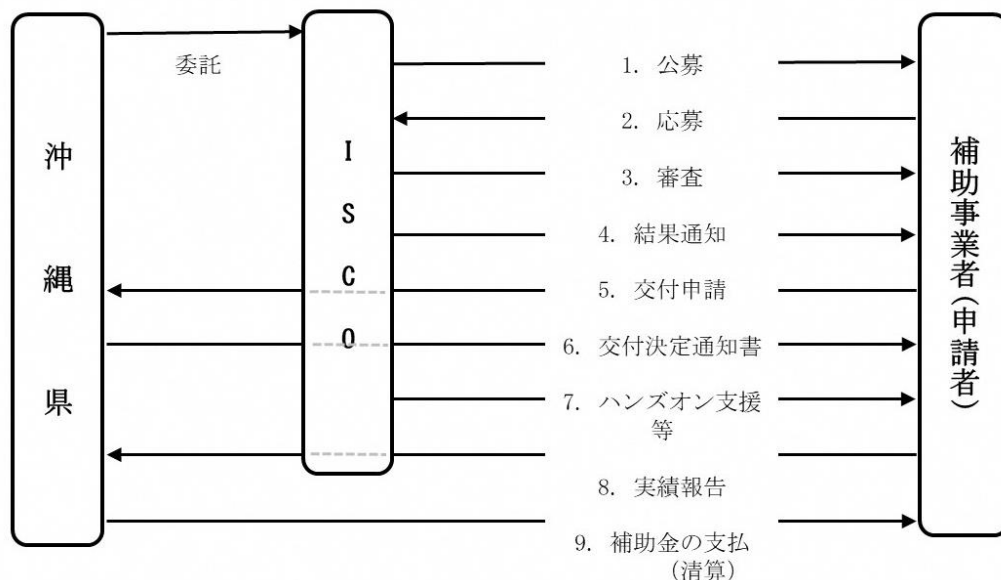 沖縄県
委託
ISCO
1. 公募
2. 応募
3. 審査
4. 結果通知
5. 交付申請
6. 交付決定通知書
7. ハンズオン支援
等
8. 実績報告
9. 補助金の支払
（清算）
補助事業者(申請者)